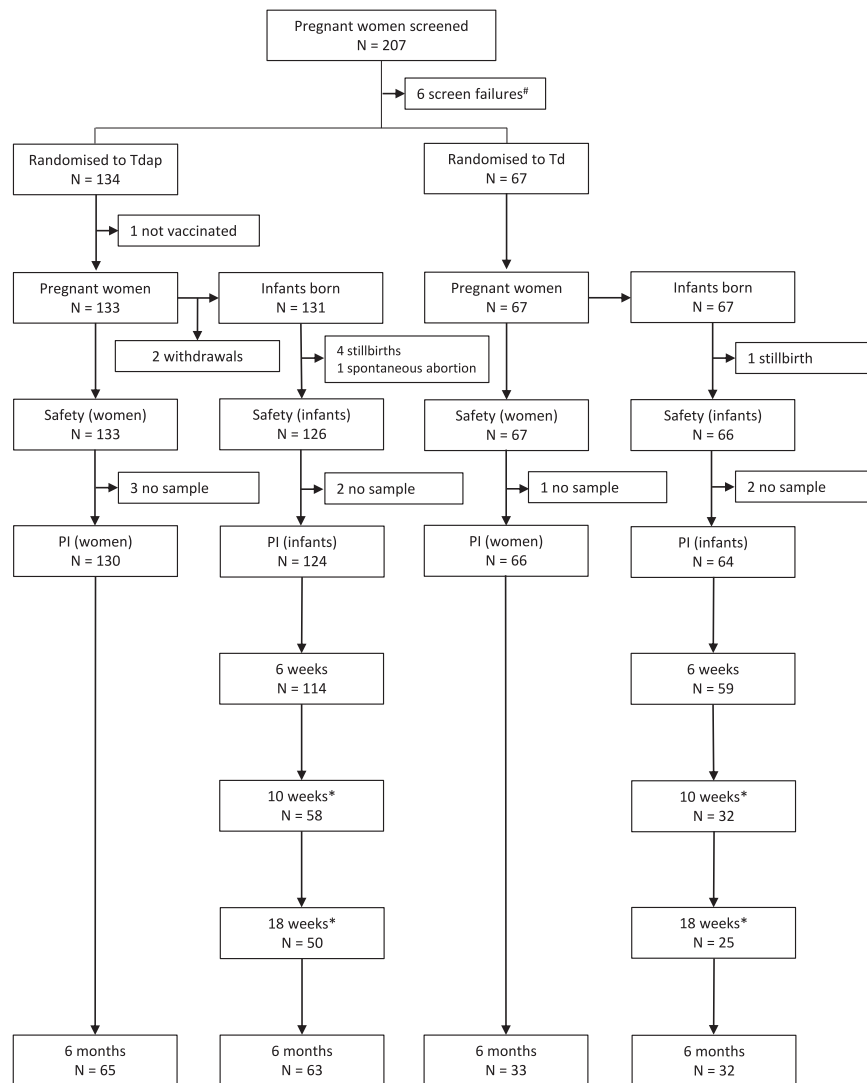 Pregnant women screened
N = 207
6 screen failures#
Randomised to Tdap
N = 134
Randomised to Td
N = 67
1 not vaccinated
Pregnant women
N = 133
Infants born
N = 131
Pregnant women
N = 67
Infants born
N = 67
2 withdrawals
4 stillbirths
1 spontaneous abortion
1 stillbirth
Safety (women)
N = 133
Safety (infants)
N = 126
Safety (women)
N = 67
Safety (infants)
N = 66
3 no sample
2 no sample
1 no sample
2 no sample
PI (women)
N = 130
PI (infants)
N = 124
PI (women)
N = 66
PI (infants)
N = 64
6 weeks
N = 114
6 weeks
N = 59
10 weeks*
N = 58
10 weeks*
N = 32
18 weeks*
N = 50
18 weeks*
N = 25
6 months
N = 65
6 months
N = 63
6 months
N = 33
6 months
N = 32